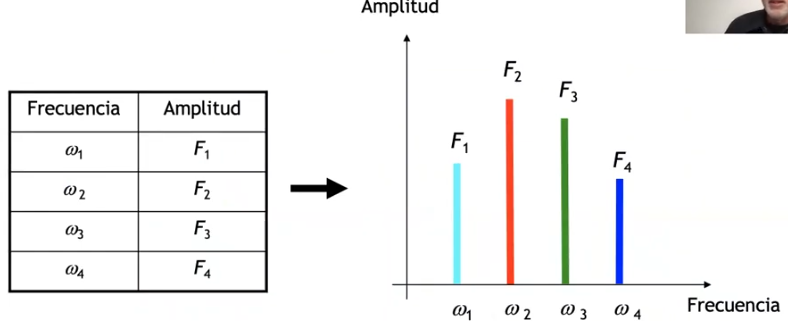 Amplitud
Frecuencia Amplitud
ω₁ F₁
ω₂ F₂
ω₃ F₃
ω₄ F₄
F₁
F₂
F₃
F₄
ω₁ ω₂ ω₃ ω₄
Frecuencia